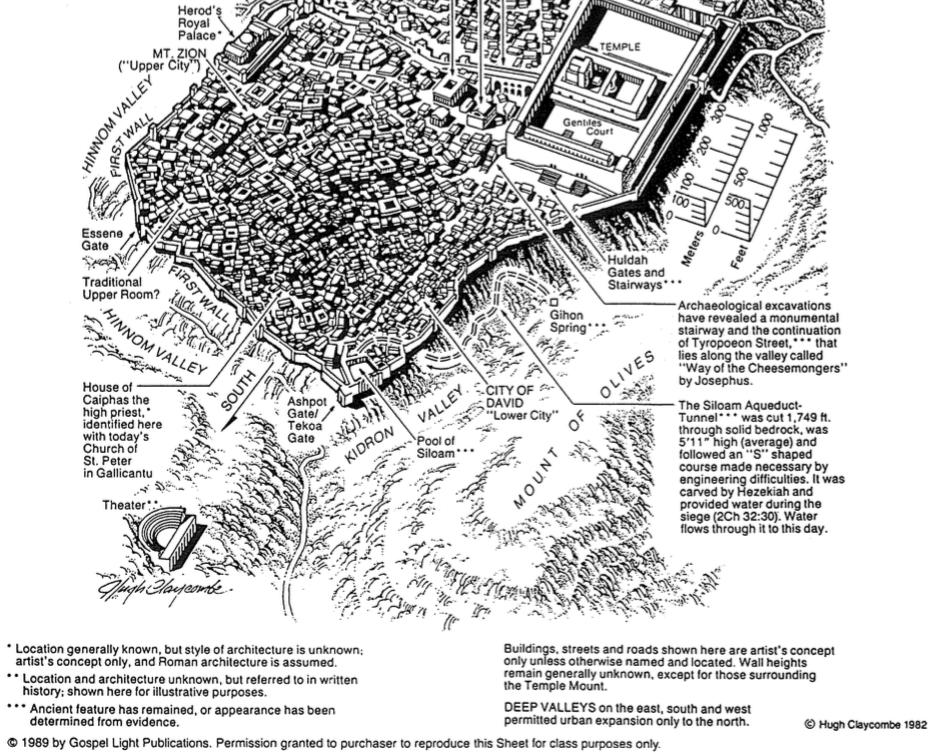 Herod's
Royal
Palace*
MT. ZION
("Upper City")
TEMPLE
Gentiles
Court
HINNOM VALLEY
FIRST WALL
300
200
100
100
0
Meters
1,000
500
500
0
Feet
Essene
Gate
Traditional
Upper Room?
FIRST WALL
HINNOM VALLEY
Huldah
Gates and
Stairways***
Gihon
Spring***
Archaeological excavations
have revealed a monumental
stairway and the continuation
of Tyropoeon Street,*** that
lies along the valley called
"Way of the Cheesemongers"
by Josephus.
House of
Caiphas the
high priest,*
identified here
with today's
Church of
St. Peter
in Gallicantu
SOUTH
Ashpot
Gate/
Tekoa
Gate
KIDRON VALLEY
Pool of
Siloam***
CITY OF
DAVID
"Lower City"
MOUNT OF OLIVES
The Siloam Aqueduct-
Tunnel*** was cut 1,749 ft.
through solid bedrock, was
5'11" high (average) and
followed an "S" shaped
course made necessary by
engineering difficulties. It was
carved by Hezekiah and
provided water during the
siege (2Ch 32:30). Water
flows through it to this day.
Theater**
Hugh Claycombe
* Location generally known, but style of architecture is unknown;
artist's concept only, and Roman architecture is assumed.
** Location and architecture unknown, but referred to in written
history; shown here for illustrative purposes.
*** Ancient feature has remained, or appearance has been
determined from evidence.
Buildings, streets and roads shown here are artist's concept
only unless otherwise named and located. Wall heights
remain generally unknown, except for those surrounding
the Temple Mount.
DEEP VALLEYS on the east, south and west
permitted urban expansion only to the north.
© Hugh Claycombe 1982
© 1989 by Gospel Light Publications. Permission granted to purchaser to reproduce this Sheet for class purposes only.